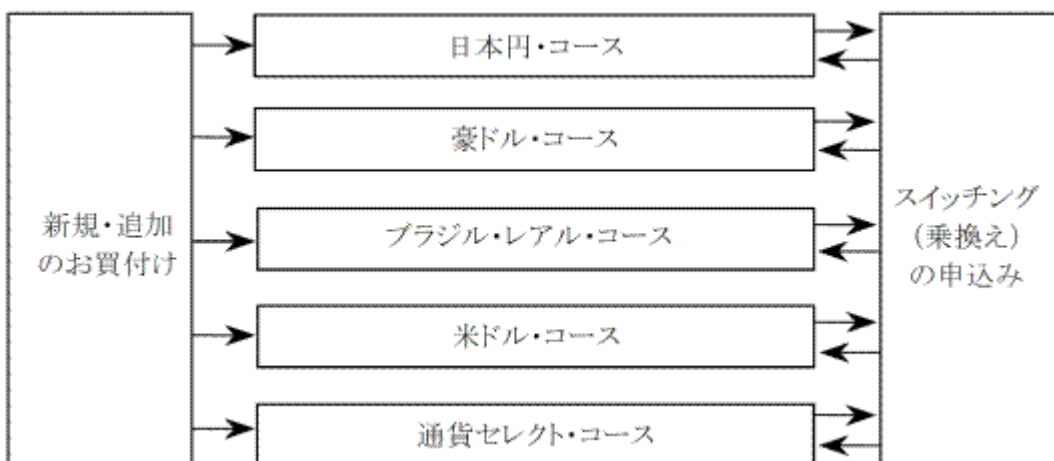 新規・追加
のお買付け
日本円・コース
豪ドル・コース
ブラジル・レアル・コース
米ドル・コース
通貨セレクト・コース
スイッチング
（乗換え）
の申込み